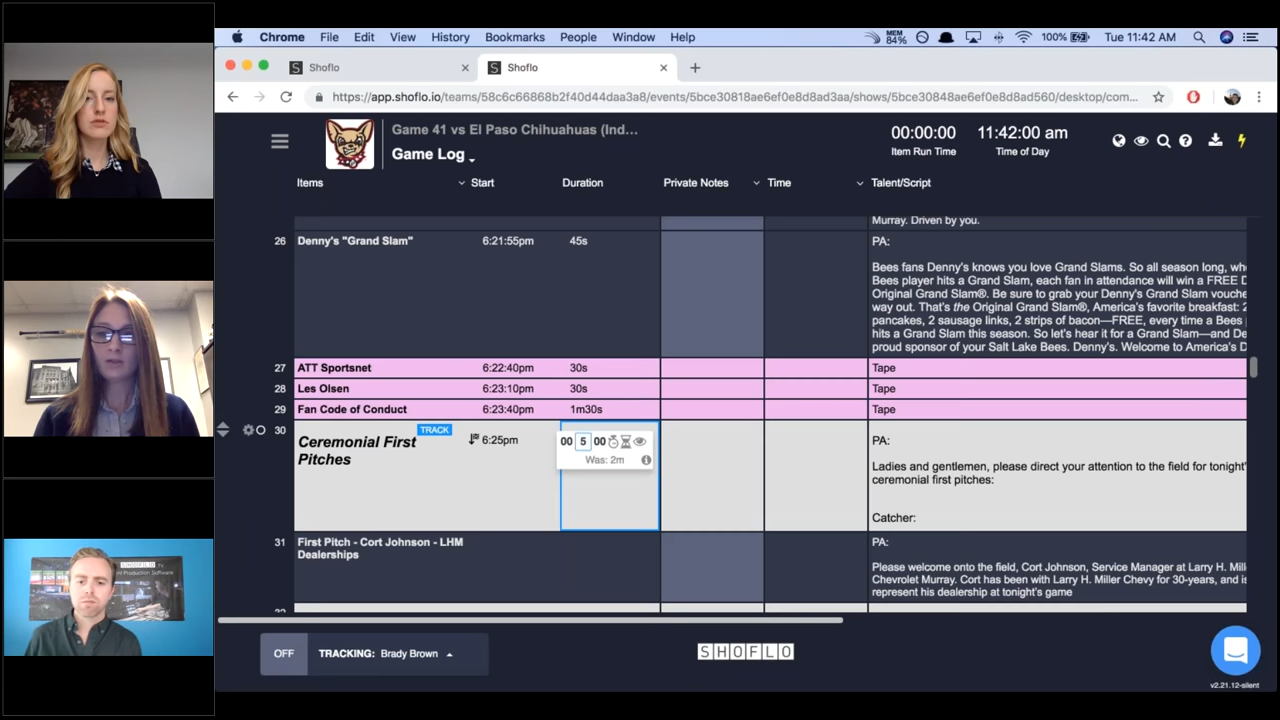 Chrome File Edit View History Bookmarks People Window Help MEM 84% 100% Tue 11:42 AM
Shoflo Shoflo
https://app.shoflo.io/teams/58c6c66868b2f40d44daa3a8/events/5bce30818ae6ef0e8d8ad3aa/shows/5bce30848ae6ef0e8d8ad560/desktop/com...
Game 41 vs El Paso Chihuahuas (Ind...
Game Log
00:00:00
Item Run Time
11:42:00 am
Time of Day
Items Start Duration Private Notes Time Talent/Script
Murray. Driven by you.
26 Denny's "Grand Slam" 6:21:55pm 45s PA:
Bees fans Denny's knows you love Grand Slams. So all season long, wh
Bees player hits a Grand Slam, each fan in attendance will win a FREE D
Original Grand Slam®. Be sure to grab your Denny's Grand Slam vouche
way out. That's the Original Grand Slam®, America's favorite breakfast: 2
pancakes, 2 sausage links, 2 strips of bacon—FREE, every time a Bees
hits a Grand Slam this season. So let's hear it for a Grand Slam—and De
proud sponsor of your Salt Lake Bees. Denny's. Welcome to America's D
27 ATT Sportsnet 6:22:40pm 30s Tape
28 Les Olsen 6:23:10pm 30s Tape
29 Fan Code of Conduct 6:23:40pm 1m30s Tape
30 TRACK
Ceremonial First
Pitches
6:25pm
00 5 00
Was: 2m
PA:
Ladies and gentlemen, please direct your attention to the field for tonight'
ceremonial first pitches:
Catcher:
31 First Pitch - Cort Johnson - LHM
Dealerships
PA:
Please welcome onto the field, Cort Johnson, Service Manager at Larry H. Mill
Chevrolet Murray. Cort has been with Larry H. Miller Chevy for 30-years, and is
represent his dealership at tonight's game
OFF TRACKING: Brady Brown
SHOFLO
v2.21.12-silent